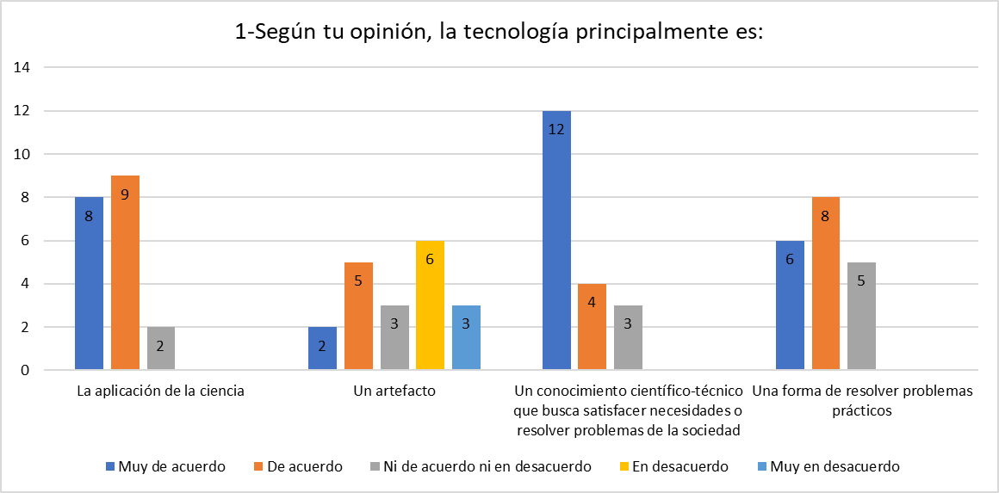 1-Según tu opinión, la tecnología principalmente es:
14
12
10
8
6
4
2
0
8
9
2
2
5
3
6
3
12
4
3
6
8
5
La aplicación de la ciencia
Un artefacto
Un conocimiento científico-técnico
que busca satisfacer necesidades o
resolver problemas de la sociedad
Una forma de resolver problemas
prácticos
Muy de acuerdo
De acuerdo
Ni de acuerdo ni en desacuerdo
En desacuerdo
Muy en desacuerdo